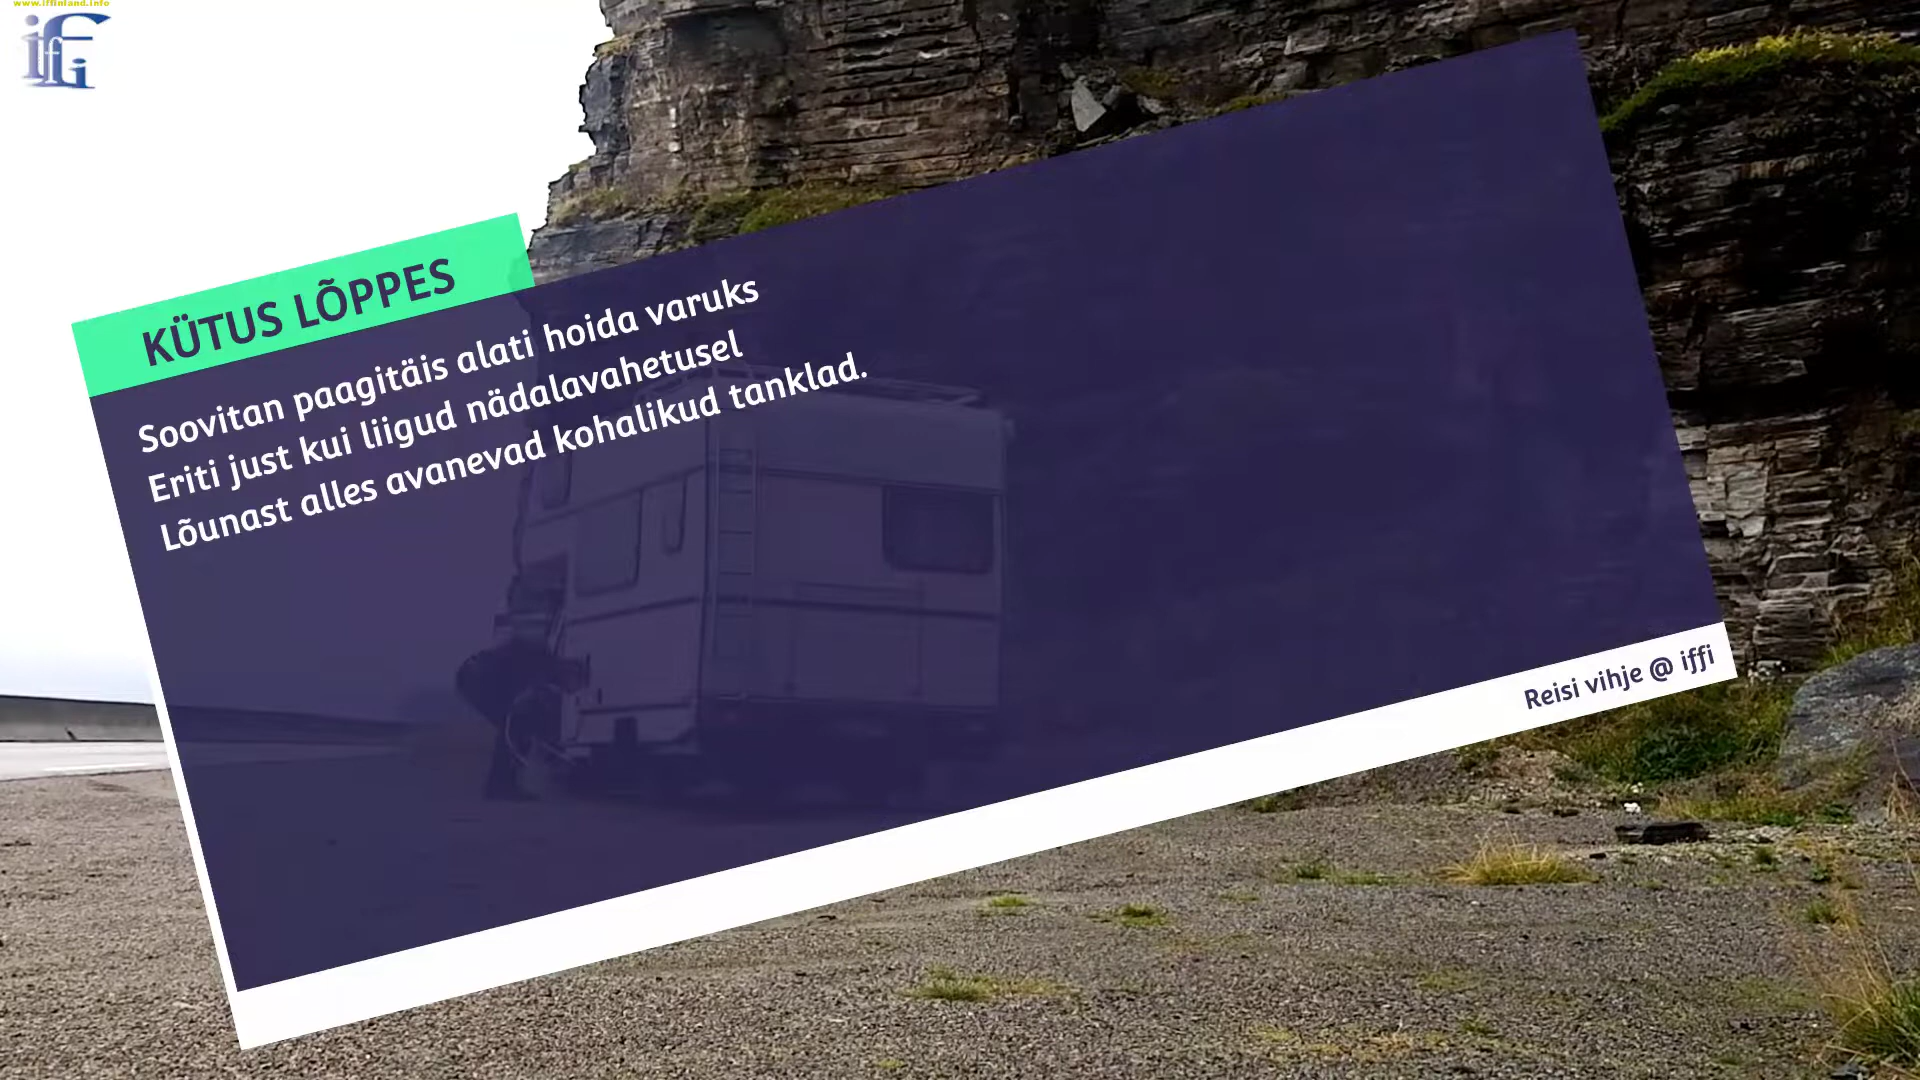 www.iffinland.info
iffi
KÜTUS LÕPPES
Soovitan paagitäis alati hoida varuks
Eriti just kui liigud nädalavahetusel
Lõunast alles avanevad kohalikud tanklad.
Reisi vihje @ iffi